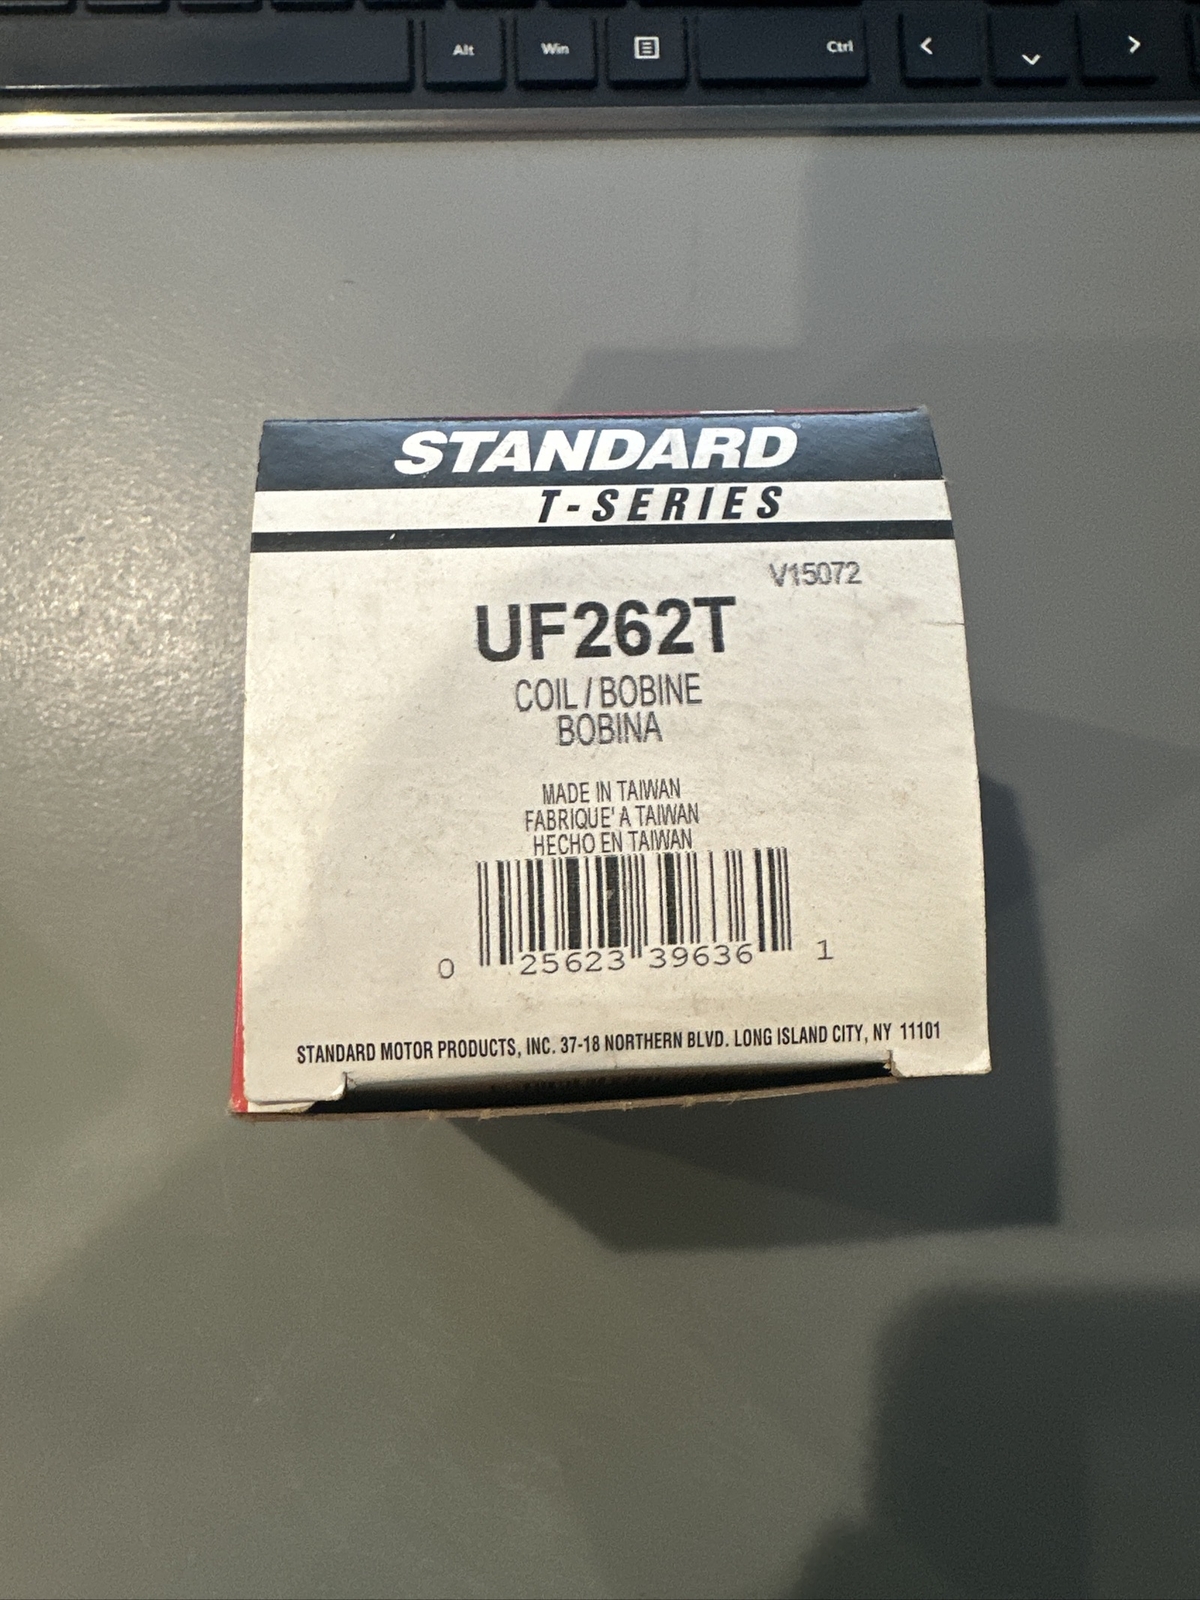 Alt Win Ctrl
STANDARD®
T-SERIES
V15072
UF262T
COIL / BOBINE
BOBINA
MADE IN TAIWAN
FABRIQUE' A TAIWAN
HECHO EN TAIWAN
0 25623 39636 1
STANDARD MOTOR PRODUCTS, INC. 37-18 NORTHERN BLVD. LONG ISLAND CITY, NY 11101